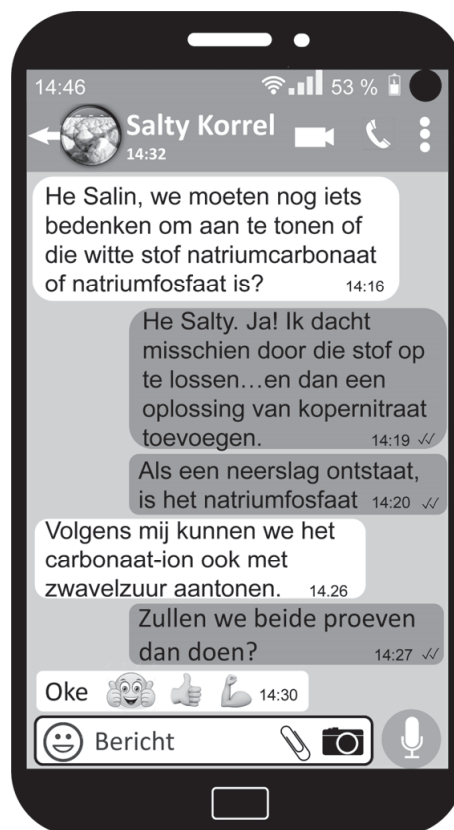 14:46
53 %
Salty Korrel
14:32
He Salin, we moeten nog iets
bedenken om aan te tonen of
die witte stof natriumcarbonaat
of natriumfosfaat is?
14:16
He Salty. Ja! Ik dacht
misschien door die stof op
te lossen…en dan een
oplossing van kopernitraat
toevoegen.
14:19
Als een neerslag ontstaat,
is het natriumfosfaat 14:20
Volgens mij kunnen we het
carbonaat-ion ook met
zwavelzuur aantonen. 14.26
Zullen we beide proeven
dan doen? 14:27
Oke 14:30
Bericht